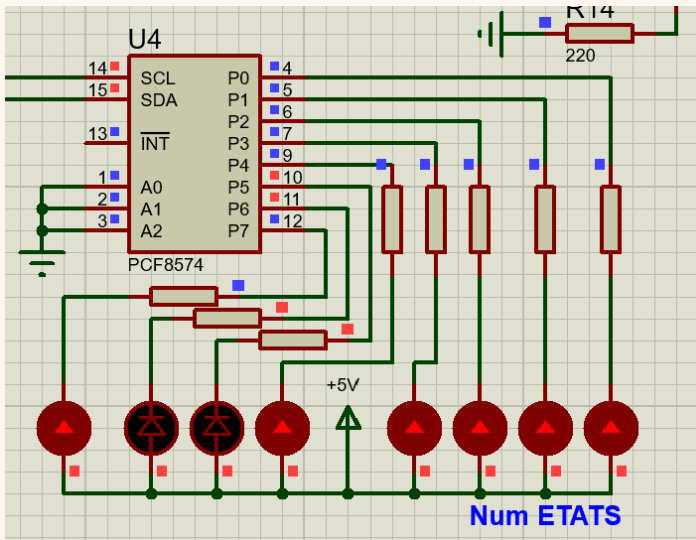 R14
U4
220
14 SCL P0 4
15 SDA P1 5
P2 6
13 INT P3 7
P4 9
1 A0 P5 10
2 A1 P6 11
3 A2 P7 12
PCF8574
+5V
Num ETATS